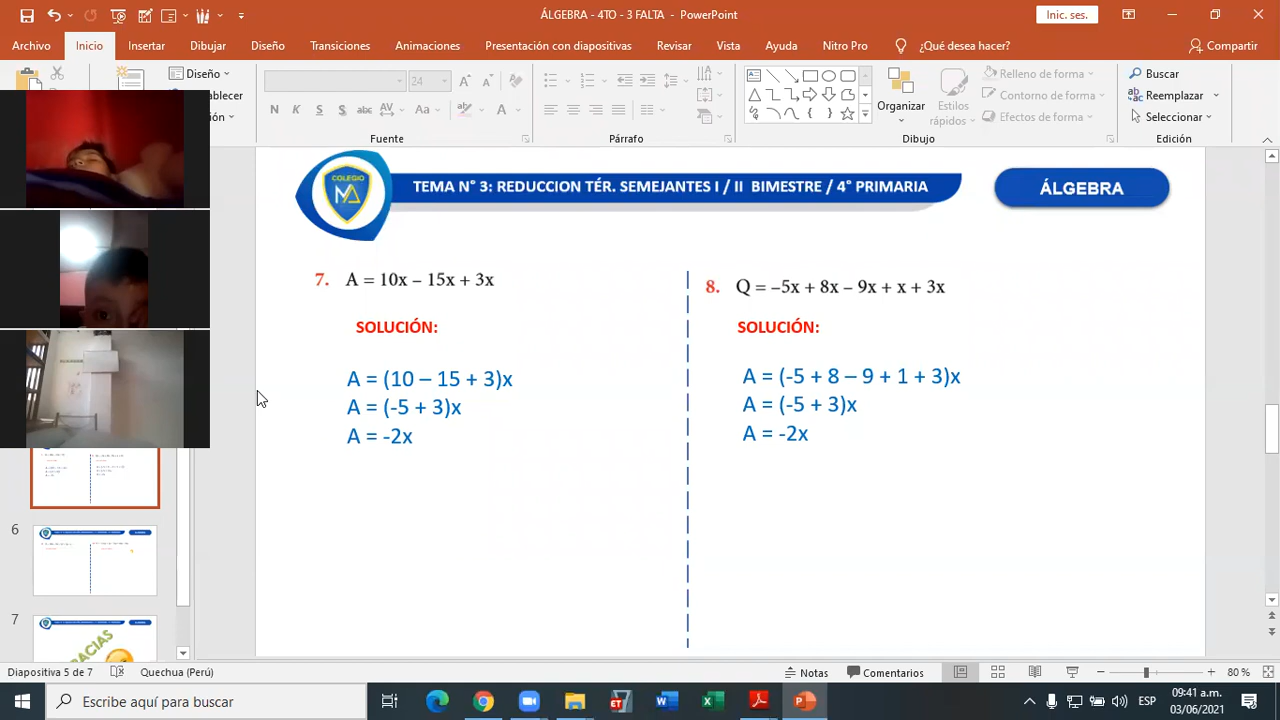 ÁLGEBRA - 4TO - 3 FALTA - PowerPoint
Inic. ses.
Archivo Inicio Insertar Dibujar Diseño Transiciones Animaciones Presentación con diapositivas Revisar Vista Ayuda Nitro Pro ¿Qué desea hacer? Compartir
Diseño
24
N K S abc AV Aa A
Organizar
Estilos rápidos
Relleno de forma
Contorno de forma
Efectos de forma
Buscar
Reemplazar
Seleccionar
Fuente Párrafo Dibujo Edición
COLEGIO
TEMA N° 3: REDUCCION TÉR. SEMEJANTES I / II BIMESTRE / 4° PRIMARIA
ÁLGEBRA
7. A = 10x – 15x + 3x
SOLUCIÓN:
A = (10 – 15 + 3)x
A = (-5 + 3)x
A = -2x
8. Q = –5x + 8x – 9x + x + 3x
SOLUCIÓN:
A = (-5 + 8 – 9 + 1 + 3)x
A = (-5 + 3)x
A = -2x
6
7
GRACIAS
Diapositiva 5 de 7 Quechua (Perú) Notas Comentarios 80 %
Escribe aquí para buscar
ESP
09:41 a.m.
03/06/2021